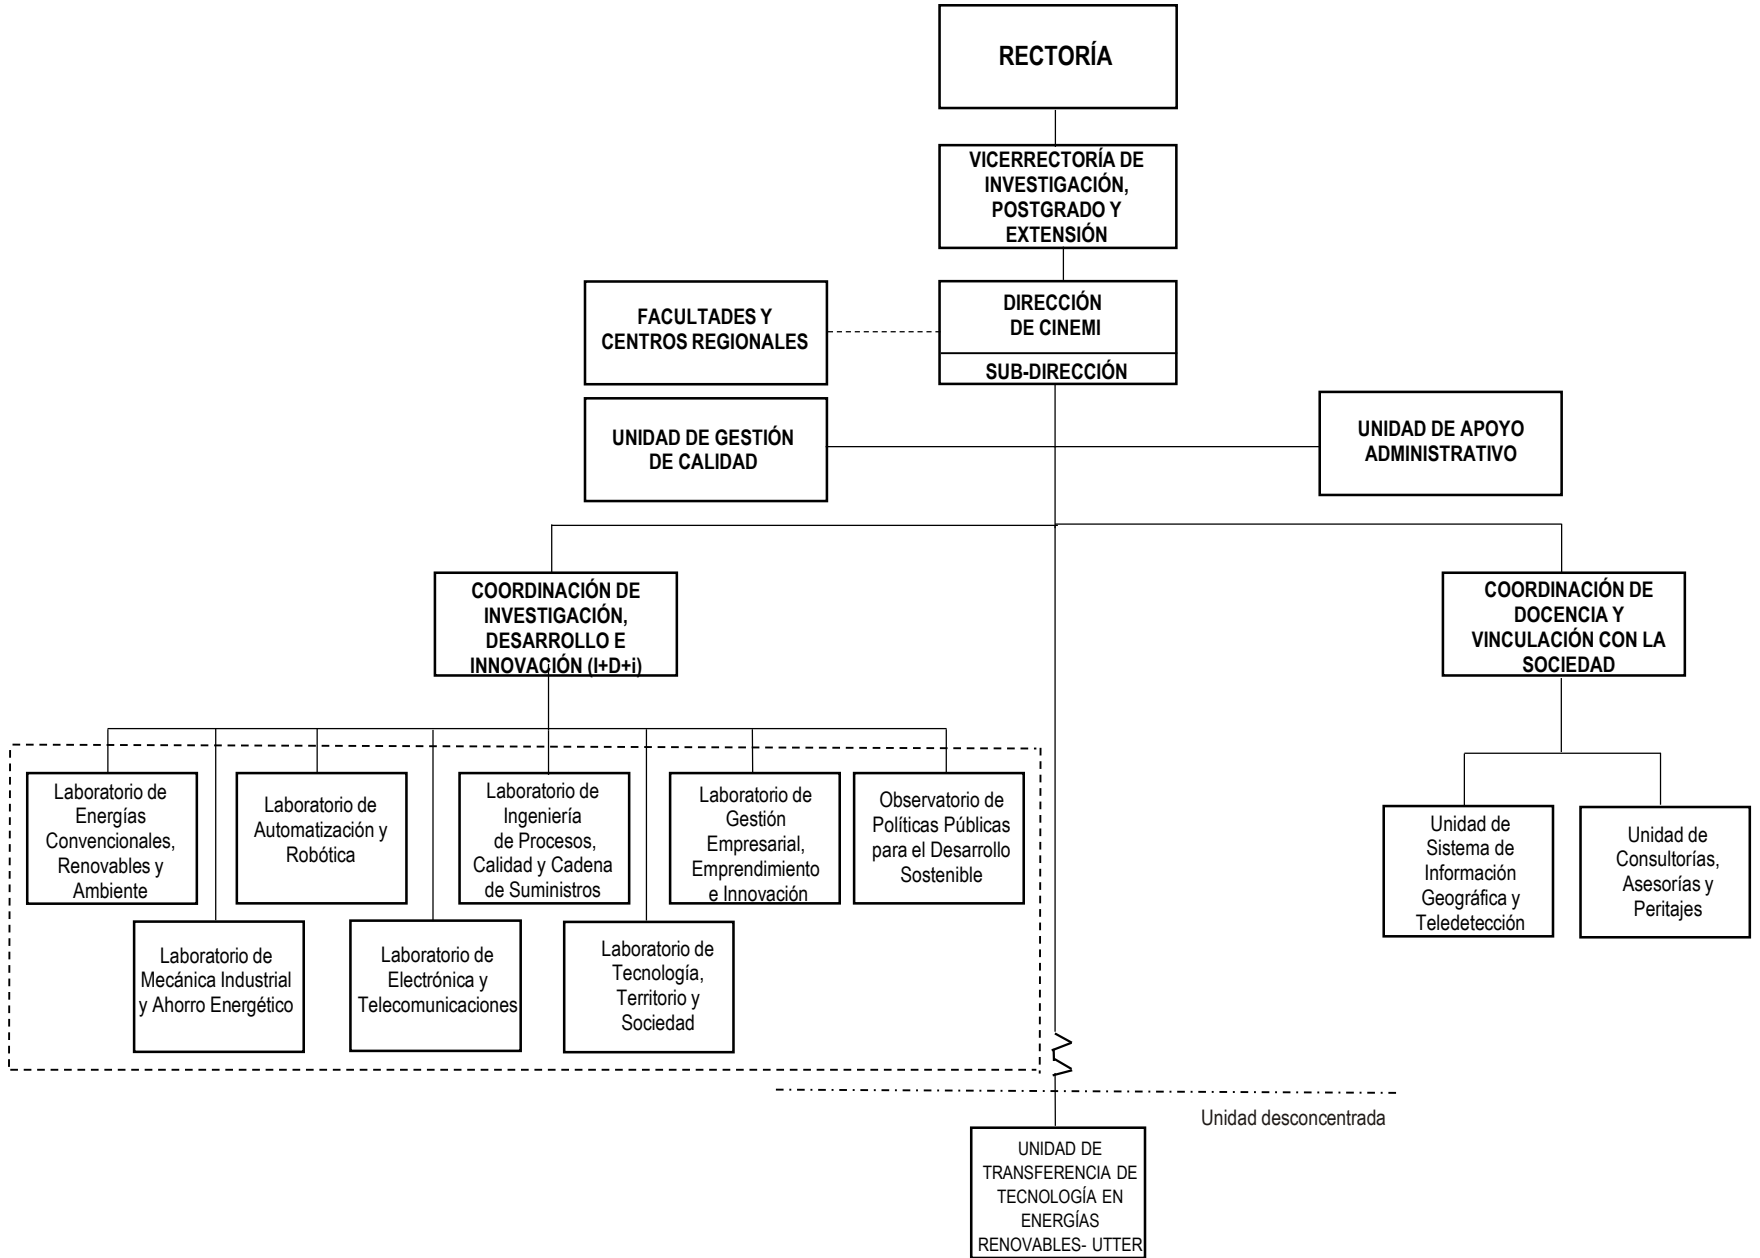 RECTORÍA
VICERRECTORÍA DE
INVESTIGACIÓN,
POSTGRADO Y
EXTENSIÓN
FACULTADES Y
CENTROS REGIONALES
DIRECCIÓN
DE CINEMI
SUB-DIRECCIÓN
UNIDAD DE GESTIÓN
DE CALIDAD
UNIDAD DE APOYO
ADMINISTRATIVO
COORDINACIÓN DE
INVESTIGACIÓN,
DESARROLLO E
INNOVACIÓN (I+D+i)
COORDINACIÓN DE
DOCENCIA Y
VINCULACIÓN CON LA
SOCIEDAD
Laboratorio de
Energías
Convencionales,
Renovables y
Ambiente
Laboratorio de
Automatización y
Robótica
Laboratorio de
Ingeniería
de Procesos,
Calidad y Cadena
de Suministros
Laboratorio de
Gestión
Empresarial,
Emprendimiento
e Innovación
Observatorio de
Políticas Públicas
para el Desarrollo
Sostenible
Unidad de
Sistema de
Información
Geográfica y
Teledetección
Unidad de
Consultorías,
Asesorías y
Peritajes
Laboratorio de
Mecánica Industrial
y Ahorro Energético
Laboratorio de
Electrónica y
Telecomunicaciones
Laboratorio de
Tecnología,
Territorio y
Sociedad
Unidad desconcentrada
UNIDAD DE
TRANSFERENCIA DE
TECNOLOGÍA EN
ENERGÍAS
RENOVABLES- UTTER